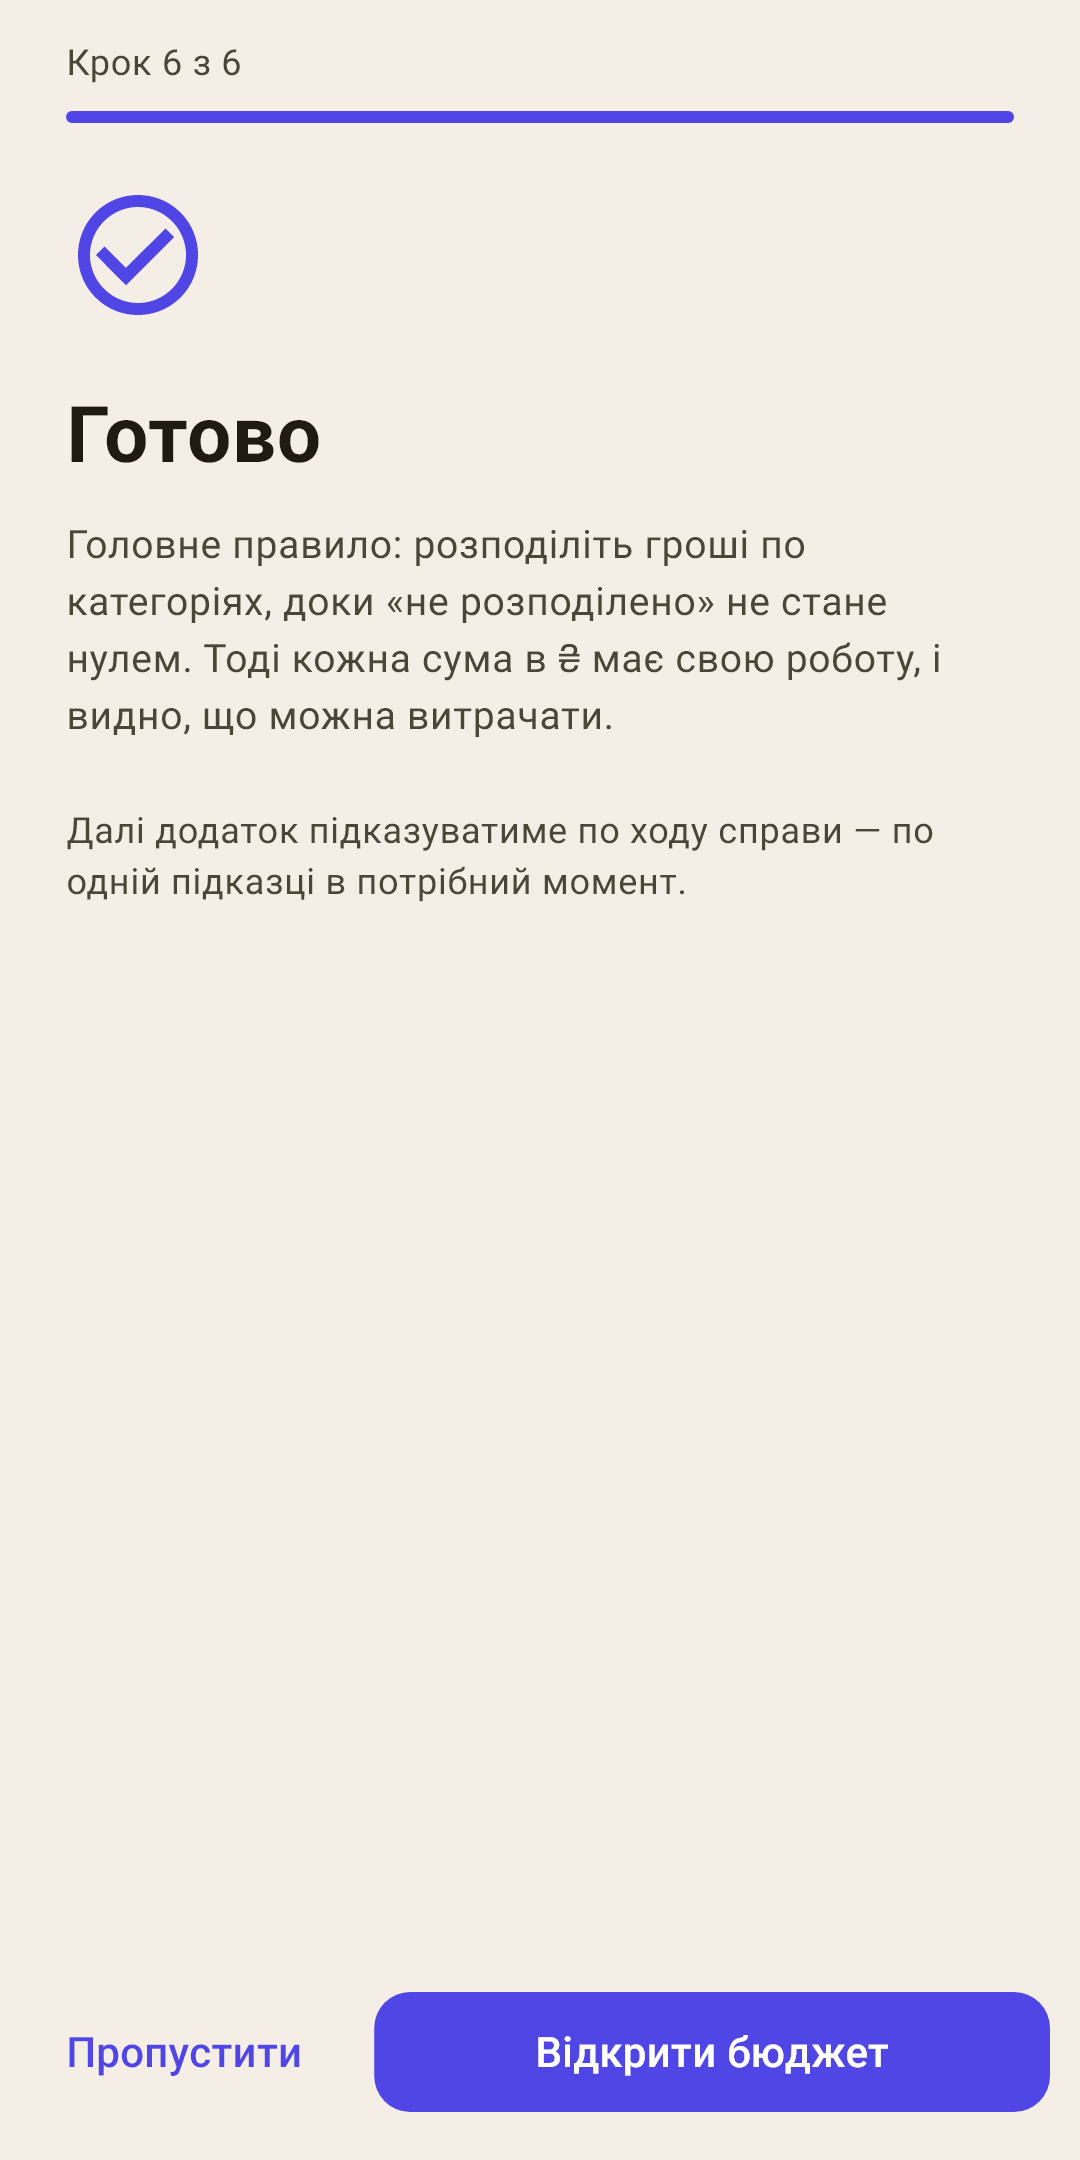 Крок 6 з 6
Готово
Головне правило: розподіліть гроші по
категоріях, доки «не розподілено» не стане
нулем. Тоді кожна сума в ₴ має свою роботу, і
видно, що можна витрачати.
Далі додаток підказуватиме по ходу справи — по
одній підказці в потрібний момент.
Пропустити
Відкрити бюджет